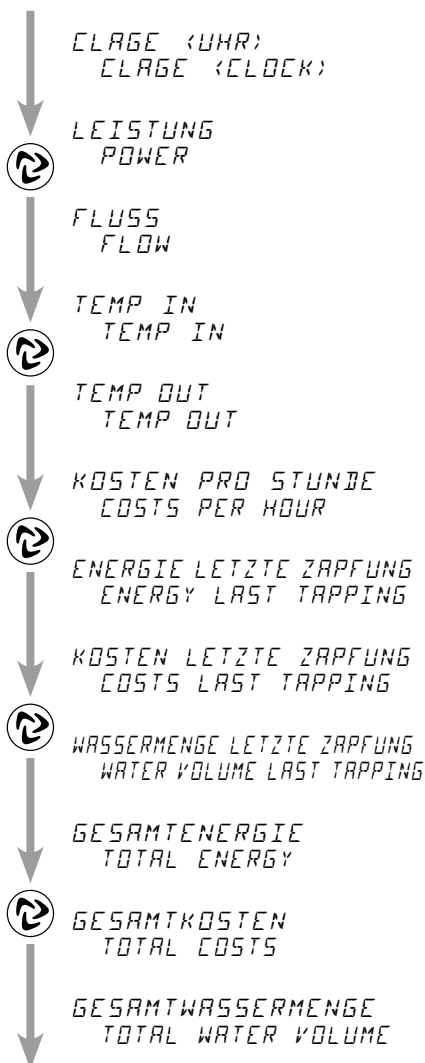 CLAGE (UHR)
CLAGE (CLOCK)
LEISTUNG
POWER
FLUSS
FLOW
TEMP IN
TEMP IN
TEMP OUT
TEMP OUT
KOSTEN PRO STUNDE
COSTS PER HOUR
ENERGIE LETZTE ZAPFUNG
ENERGY LAST TAPPING
KOSTEN LETZTE ZAPFUNG
COSTS LAST TAPPING
WASSERMENGE LETZTE ZAPFUNG
WATER VOLUME LAST TAPPING
GESAMTENERGIE
TOTAL ENERGY
GESAMTKOSTEN
TOTAL COSTS
GESAMTWASSERMENGE
TOTAL WATER VOLUME